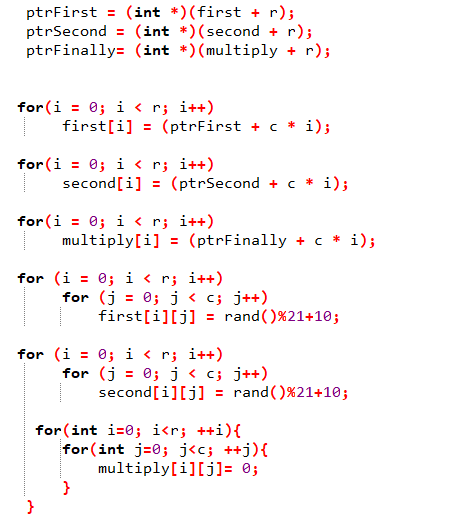 ptrFirst = (int *)(first + r);
ptrSecond = (int *)(second + r);
ptrFinally= (int *)(multiply + r);
for(i = 0; i < r; i++)
first[i] = (ptrFirst + c * i);
for(i = 0; i < r; i++)
second[i] = (ptrSecond + c * i);
for(i = 0; i < r; i++)
multiply[i] = (ptrFinally + c * i);
for (i = 0; i < r; i++)
for (j = 0; j < c; j++)
first[i][j] = rand()%21+10;
for (i = 0; i < r; i++)
for (j = 0; j < c; j++)
second[i][j] = rand()%21+10;
for(int i=0; i<r; ++i){
for(int j=0; j<c; ++j){
multiply[i][j]= 0;
}
}